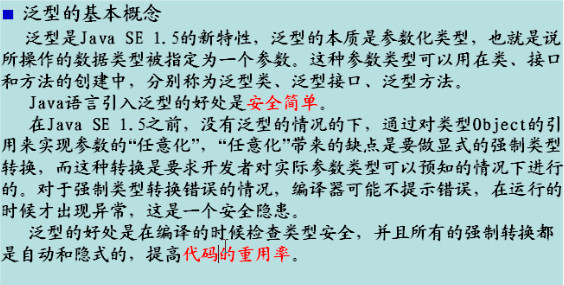 ■ 泛型的基本概念
泛型是Java SE 1.5的新特性，泛型的本质是参数化类型，也就是说
所操作的数据类型被指定为一个参数。这种参数类型可以用在类、接口
和方法的创建中，分别称为泛型类、泛型接口、泛型方法。
Java语言引入泛型的好处是安全简单。
在Java SE 1.5之前，没有泛型的情况的下，通过对类型Object的引
用来实现参数的“任意化”，“任意化”带来的缺点是要做显式的强制类型
转换，而这种转换是要求开发者对实际参数类型可以预知的情况下进行
的。对于强制类型转换错误的情况，编译器可能不提示错误，在运行的
时候才出现异常，这是一个安全隐患。
泛型的好处是在编译的时候检查类型安全，并且所有的强制转换都
是自动和隐式的，提高代码的重用率。